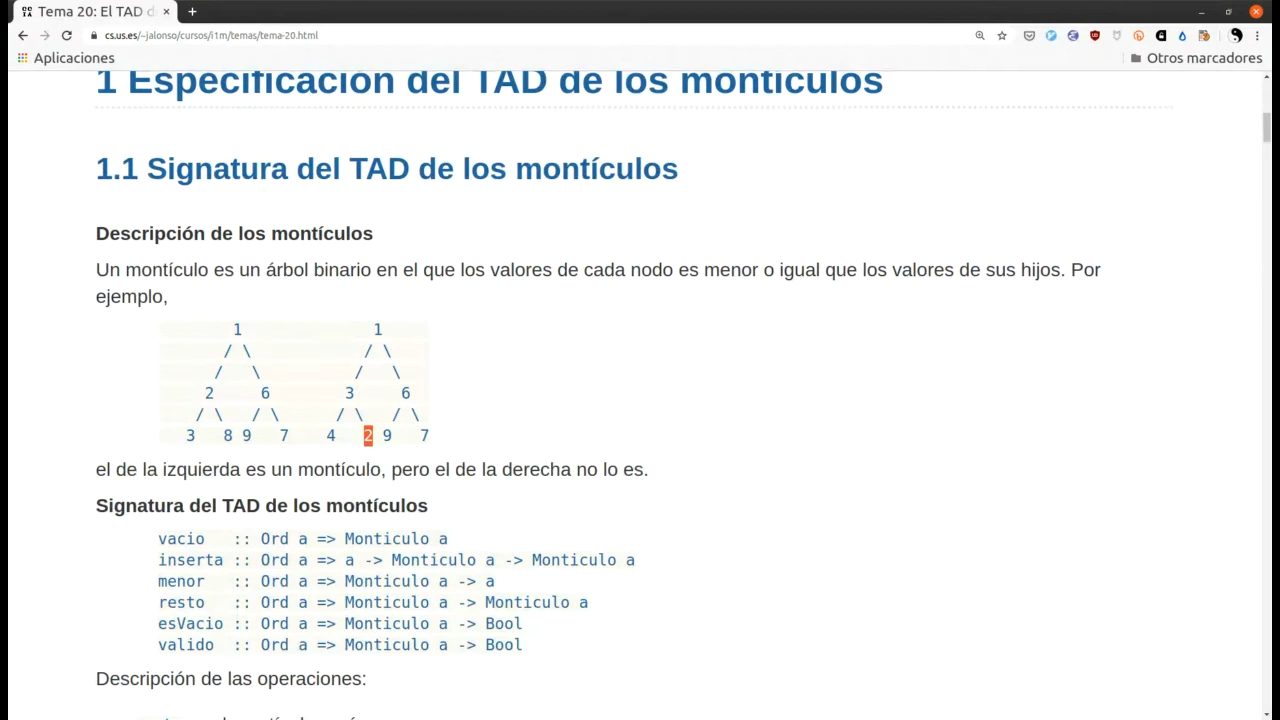 Tema 20: El TAD d
cs.us.es/~jalonso/cursos/i1m/temas/tema-20.html
Aplicaciones
Otros marcadores
1 Especificación del TAD de los montículos
1.1 Signatura del TAD de los montículos
Descripción de los montículos
Un montículo es un árbol binario en el que los valores de cada nodo es menor o igual que los valores de sus hijos. Por
ejemplo,
1 1
/ \ / \
/ \ / \
2 6 3 6
/ \ / \ / \ / \
3 8 9 7 4 2 9 7
el de la izquierda es un montículo, pero el de la derecha no lo es.
Signatura del TAD de los montículos
vacio :: Ord a => Monticulo a
inserta :: Ord a => a -> Monticulo a -> Monticulo a
menor :: Ord a => Monticulo a -> a
resto :: Ord a => Monticulo a -> Monticulo a
esVacio :: Ord a => Monticulo a -> Bool
valido :: Ord a => Monticulo a -> Bool
Descripción de las operaciones: